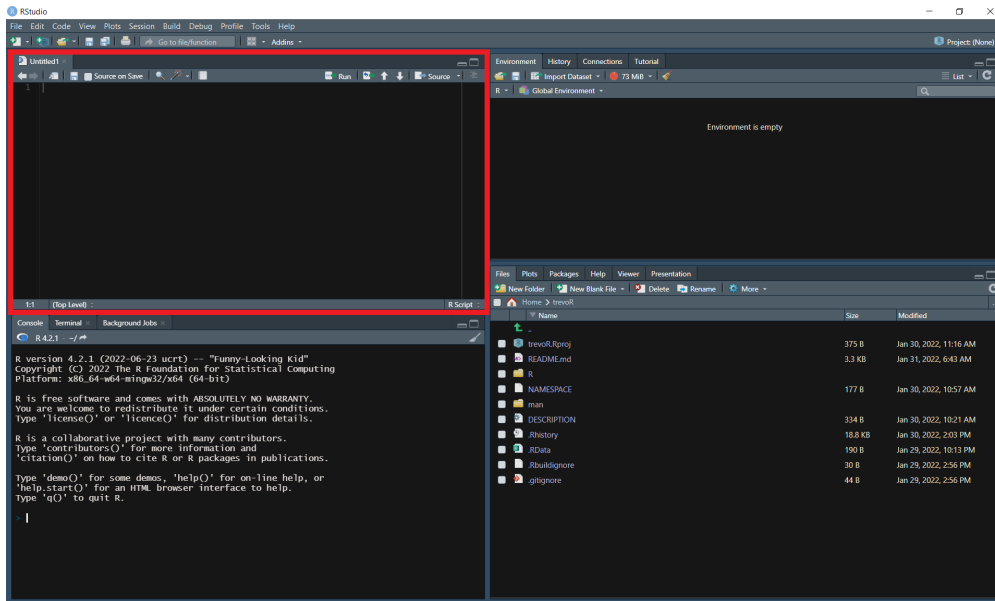 RStudio
File Edit Code View Plots Session Build Debug Profile Tools Help
Go to file/function Addins Project: (None)
Untitled1
Source on Save Run Source
1
1:1 (Top Level) R Script
Console Terminal Background Jobs
R 4.2.1 · ~/
R version 4.2.1 (2022-06-23 ucrt) -- "Funny-Looking Kid"
Copyright (C) 2022 The R Foundation for Statistical Computing
Platform: x86_64-w64-mingw32/x64 (64-bit)
R is free software and comes with ABSOLUTELY NO WARRANTY.
You are welcome to redistribute it under certain conditions.
Type 'license()' or 'licence()' for distribution details.
R is a collaborative project with many contributors.
Type 'contributors()' for more information and
'citation()' on how to cite R or R packages in publications.
Type 'demo()' for some demos, 'help()' for on-line help, or
'help.start()' for an HTML browser interface to help.
Type 'q()' to quit R.
>
Environment History Connections Tutorial
Import Dataset 73 MiB List
R Global Environment
Environment is empty
Files Plots Packages Help Viewer Presentation
New Folder New Blank File Delete Rename More
Home > trevoR
Name Size Modified
..
trevoR.Rproj 375 B Jan 30, 2022, 11:16 AM
README.md 3.3 KB Jan 31, 2022, 6:43 AM
R
NAMESPACE 177 B Jan 30, 2022, 10:57 AM
man
DESCRIPTION 334 B Jan 30, 2022, 10:21 AM
.Rhistory 18.8 KB Jan 30, 2022, 2:03 PM
.RData 190 B Jan 29, 2022, 10:13 PM
.Rbuildignore 30 B Jan 29, 2022, 2:56 PM
.gitignore 44 B Jan 29, 2022, 2:56 PM